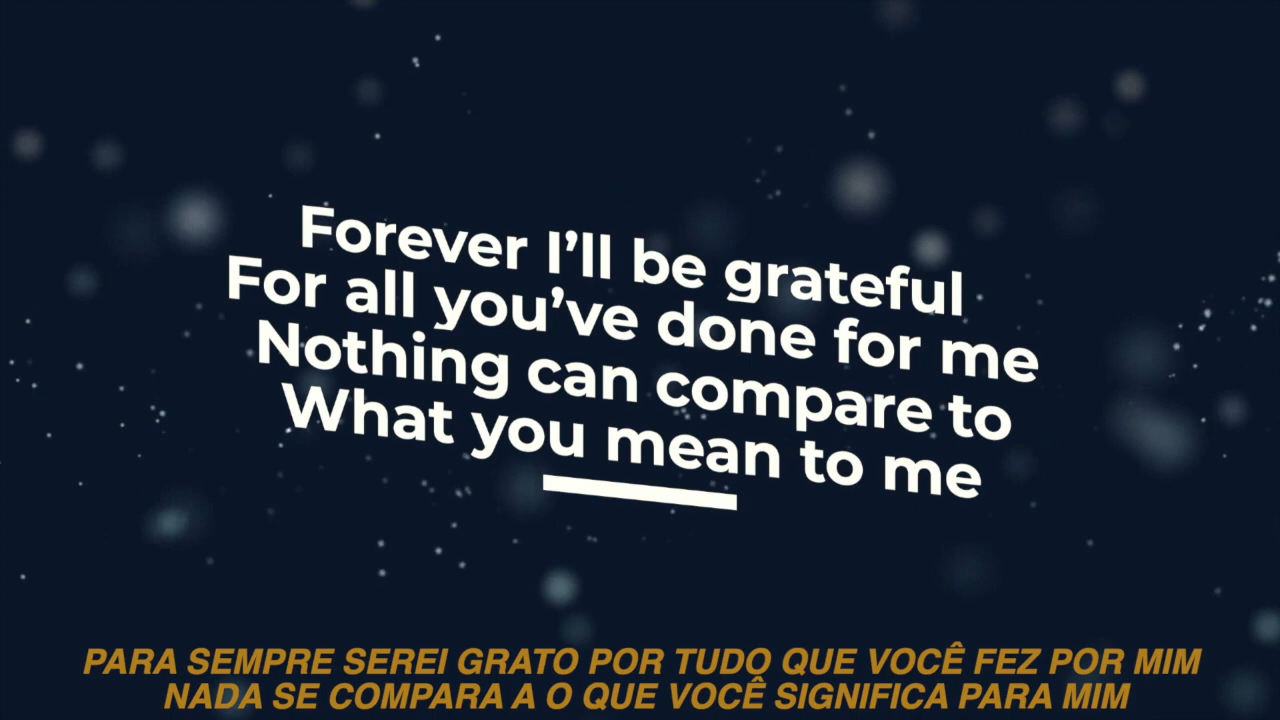 Forever I’ll be grateful
For all you’ve done for me
Nothing can compare to
What you mean to me
PARA SEMPRE SEREI GRATO POR TUDO QUE VOCÊ FEZ POR MIM
NADA SE COMPARA A O QUE VOCÊ SIGNIFICA PARA MIM